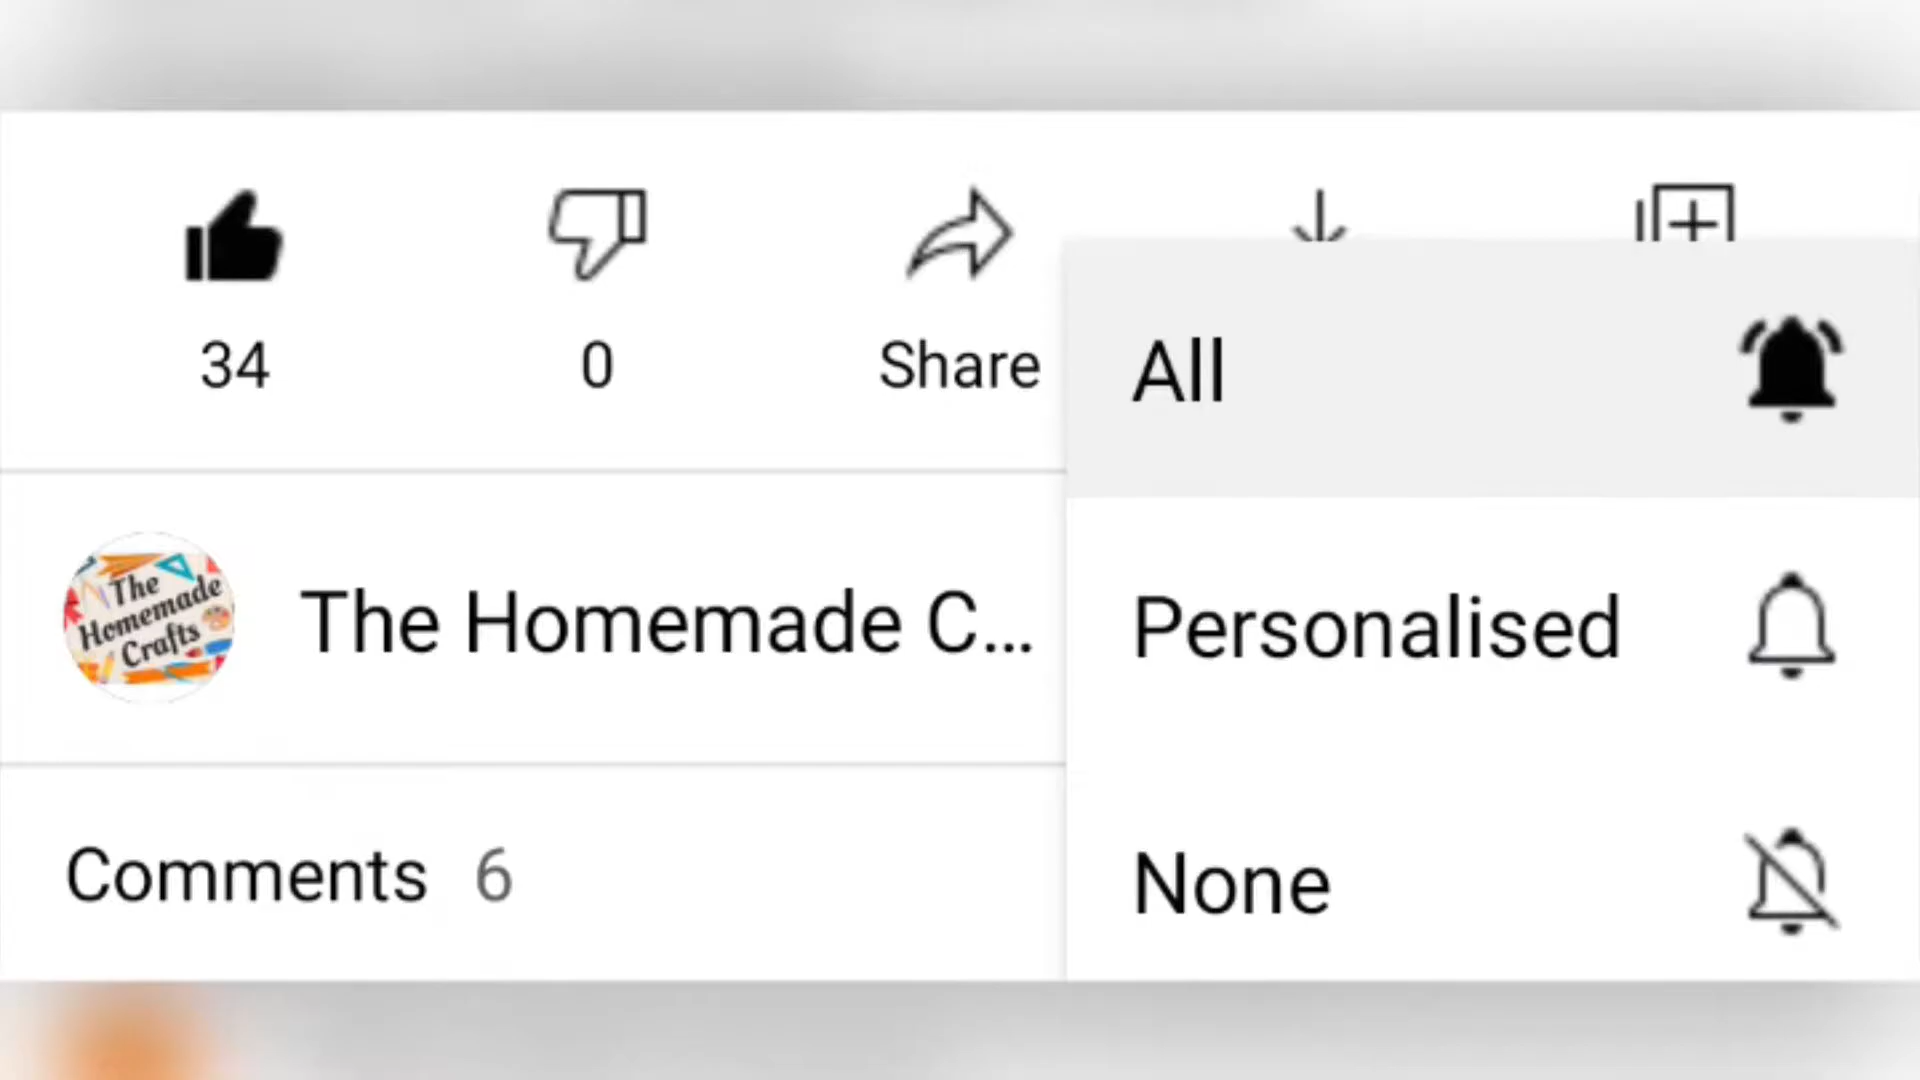 34
0
Share
All
The
Homemade
Crafts
The Homemade C...
Personalised
Comments 6
None